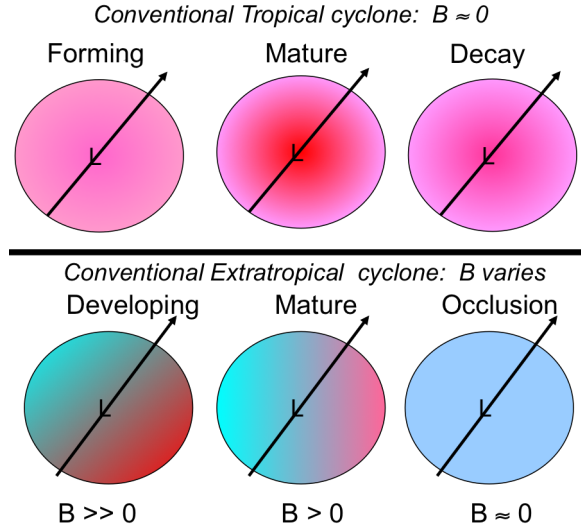 Conventional Tropical cyclone: B ≈ 0
Forming Mature Decay
L L L
Conventional Extratropical cyclone: B varies
Developing Mature Occlusion
L L L
B >> 0 B > 0 B ≈ 0